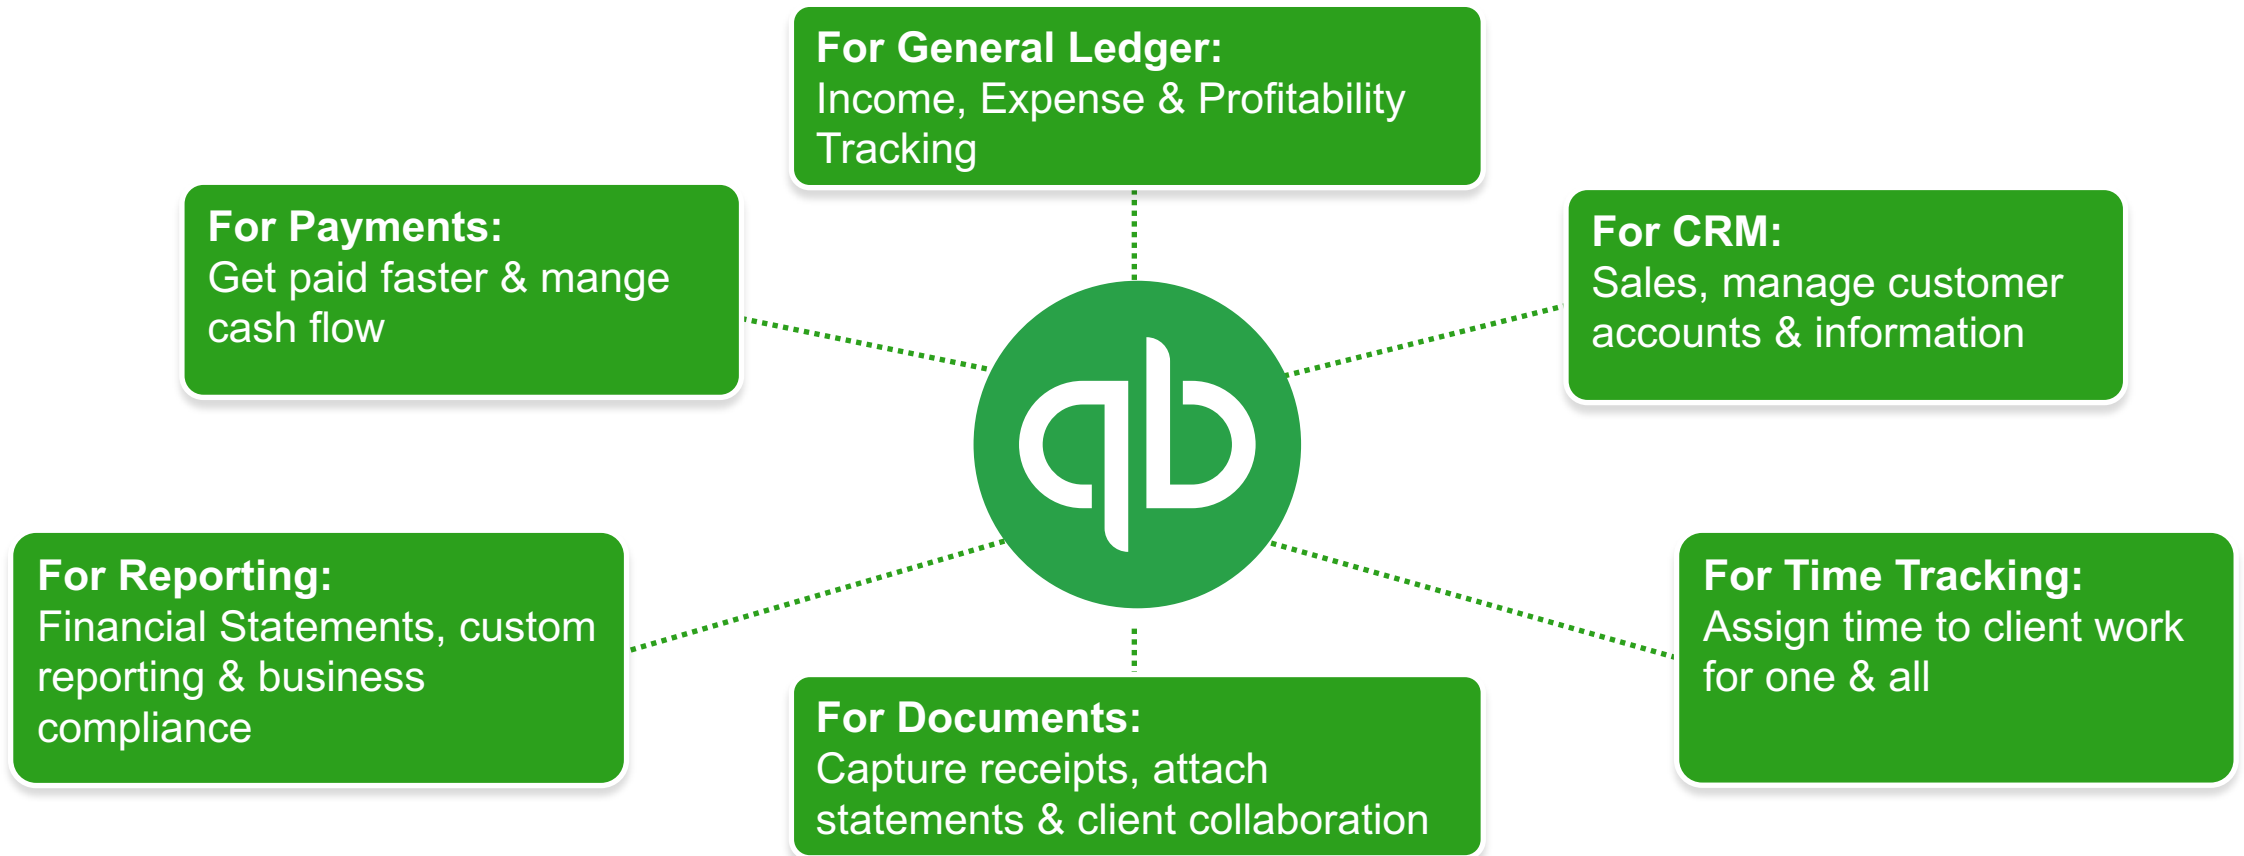 For General Ledger:
Income, Expense & Profitability
Tracking
For Payments:
Get paid faster & mange
cash flow
For CRM:
Sales, manage customer
accounts & information
qb
For Reporting:
Financial Statements, custom
reporting & business
compliance
For Time Tracking:
Assign time to client work
for one & all
For Documents:
Capture receipts, attach
statements & client collaboration